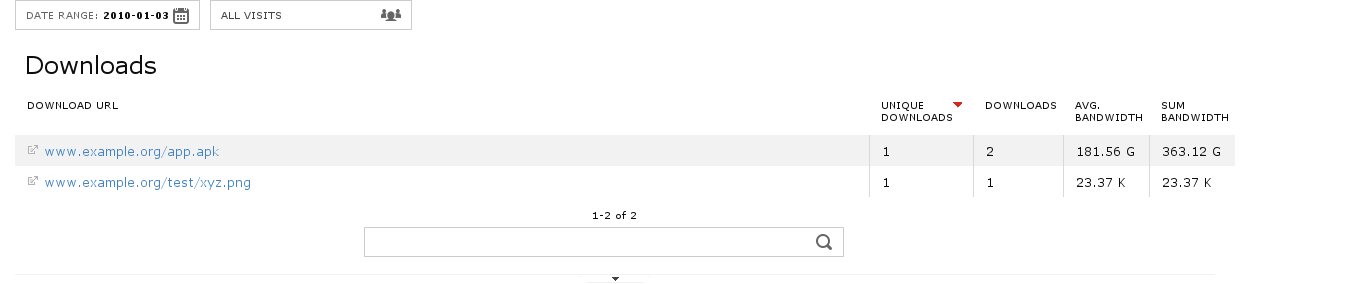 DATE RANGE: 2010-01-03 ALL VISITS
Downloads
DOWNLOAD URL UNIQUE DOWNLOADS DOWNLOADS AVG. BANDWIDTH SUM BANDWIDTH
www.example.org/app.apk 1 2 181.56 G 363.12 G
www.example.org/test/xyz.png 1 1 23.37 K 23.37 K
1-2 of 2